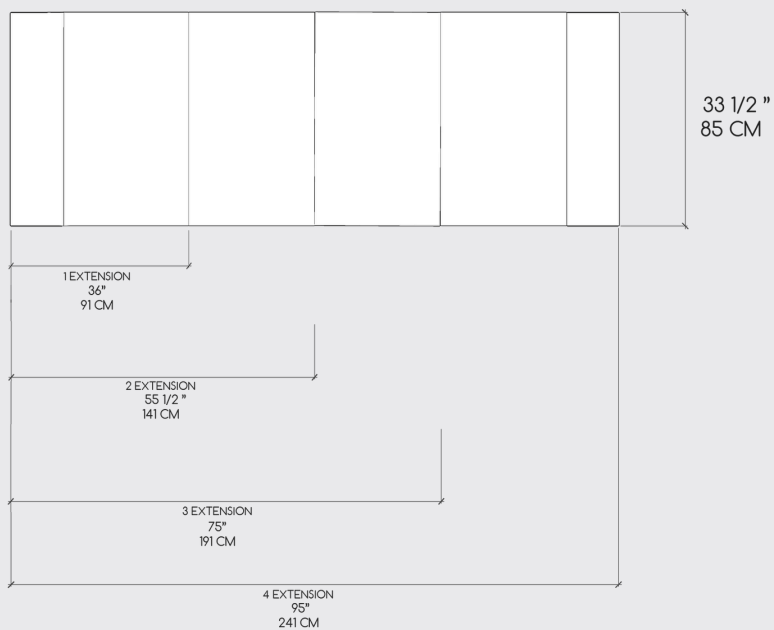 33 1/2 ”
85 CM
1 EXTENSION
36”
91 CM
2 EXTENSION
55 1/2 ”
141 CM
3 EXTENSION
75”
191 CM
4 EXTENSION
95”
241 CM